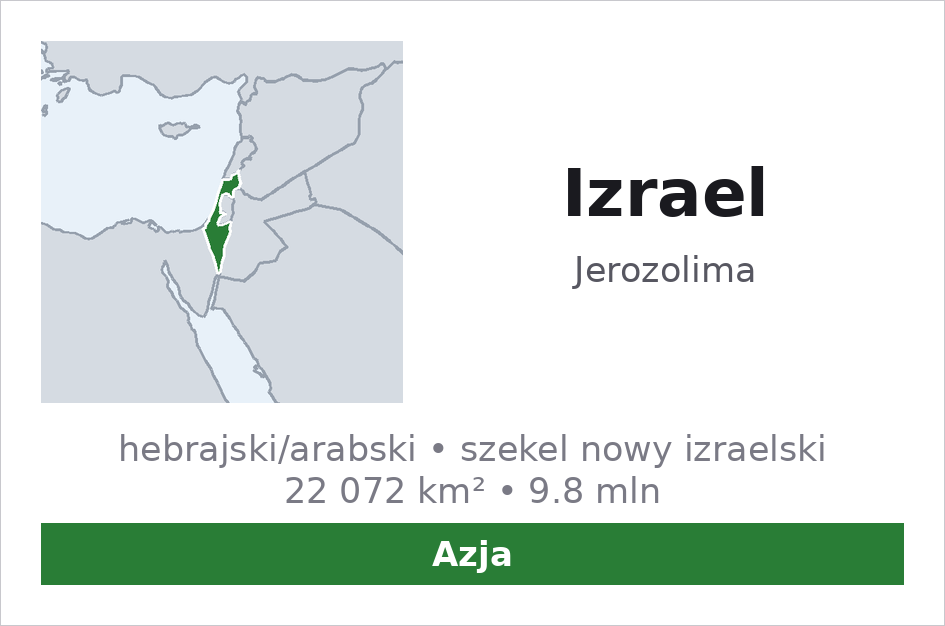 Izrael
Jerozolima
hebrajski/arabski • szekel nowy izraelski
22 072 km² • 9.8 mln
Azja